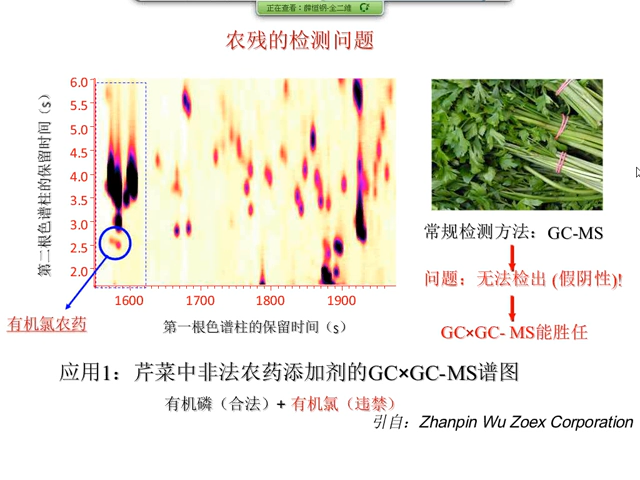 正在查看：薛恒钢-全二维
农残的检测问题
第二根色谱柱的保留时间（s）
6.0
5.5
5.0
4.5
4.0
3.5
3.0
2.5
2.0
1600
1700
1800
1900
第一根色谱柱的保留时间（s）
有机氯农药
常规检测方法：GC-MS
问题：无法检出 (假阴性)!
GC×GC- MS能胜任
应用1：芹菜中非法农药添加剂的GC×GC-MS谱图
有机磷（合法）+ 有机氯（违禁）
引自：Zhanpin Wu Zoex Corporation